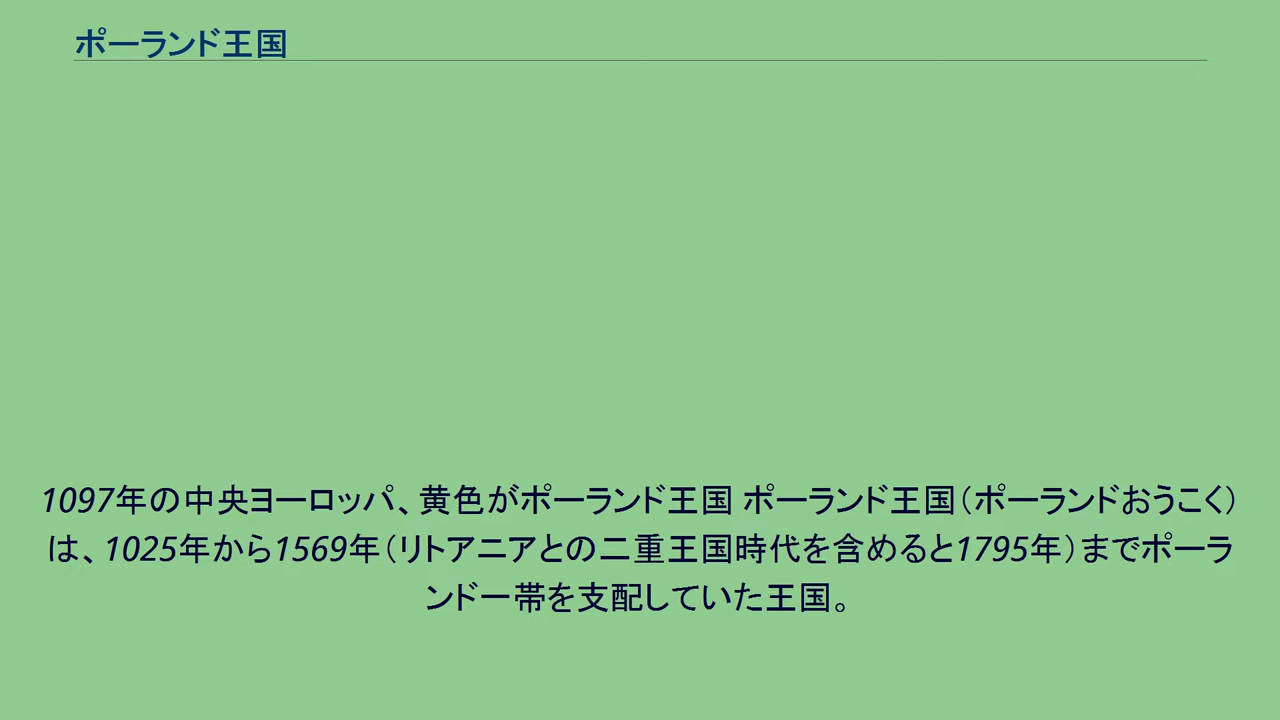 ポーランド王国
1097年の中央ヨーロッパ、黄色がポーランド王国 ポーランド王国（ポーランドおうこく）
は、1025年から1569年（リトアニアとの二重王国時代を含めると1795年）までポーラ
ンド一帯を支配していた王国。